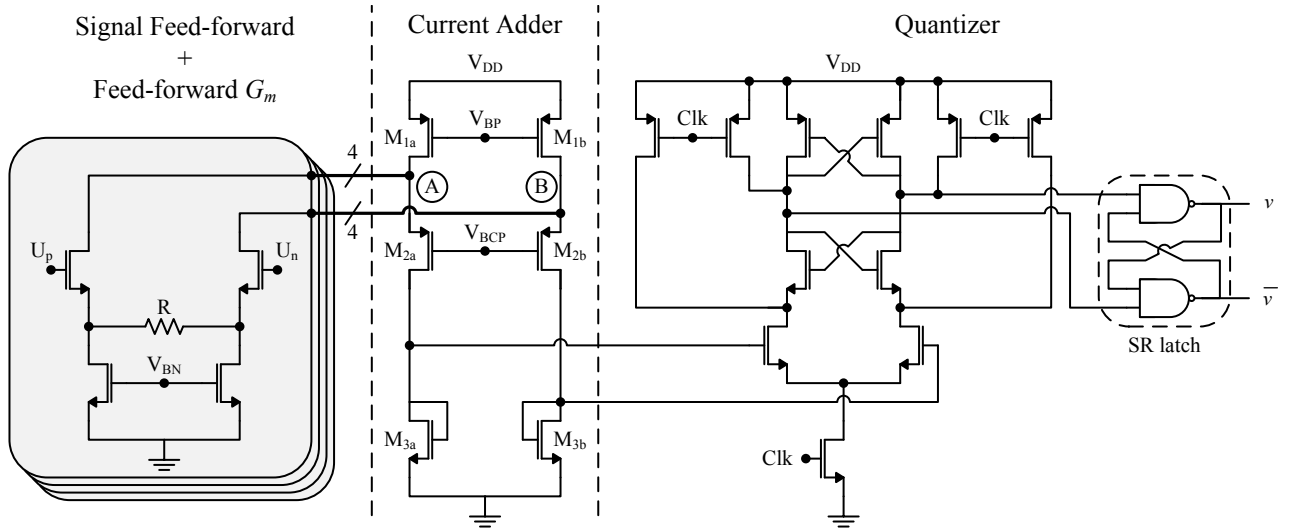 Signal Feed-forward
+
Feed-forward Gm
Current Adder
Quantizer
VDD
VDD
M1a
VBP
M1b
Clk
Clk
4
A
B
4
v
Up
Un
M2a
VBCP
M2b
R
v̅
SR latch
VBN
M3a
M3b
Clk